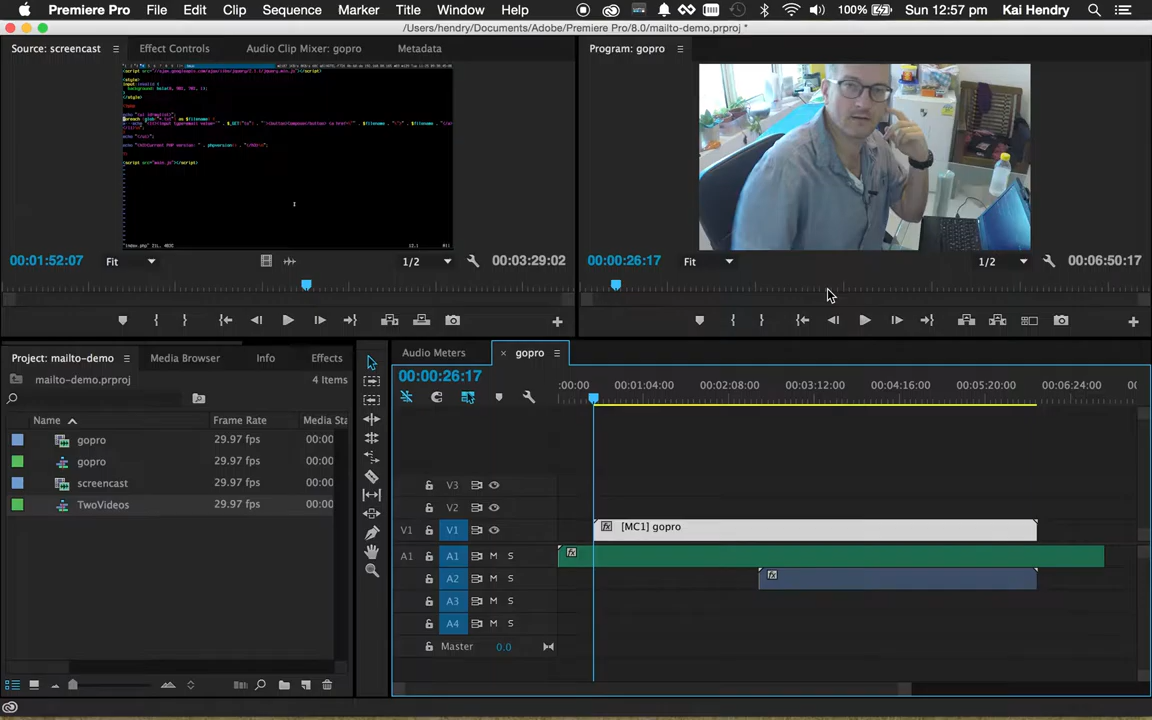 Premiere Pro File Edit Clip Sequence Marker Title Window Help 100% Sun 12:57 pm Kai Hendry
/Users/hendry/Documents/Adobe/Premiere Pro/8.0/mailto-demo.prproj *
Source: screencast Effect Controls Audio Clip Mixer: gopro Metadata
Program: gopro
00:01:52:07 Fit 1/2 00:03:29:02
00:00:26:17 Fit 1/2 00:06:50:17
Project: mailto-demo Media Browser Info Effects
mailto-demo.prproj 4 Items
Name Frame Rate Media Sta
gopro 29.97 fps 00:00
gopro 29.97 fps 00:00
screencast 29.97 fps 00:00
TwoVideos 29.97 fps 00:00
Audio Meters × gopro
00:00:26:17
:00:00 00:01:04:00 00:02:08:00 00:03:12:00 00:04:16:00 00:05:20:00 00:06:24:00 00
V3
V2
V1 V1 fx [MC1] gopro
A1 A1 M S fx
A2 M S fx
A3 M S
A4 M S
Master 0.0